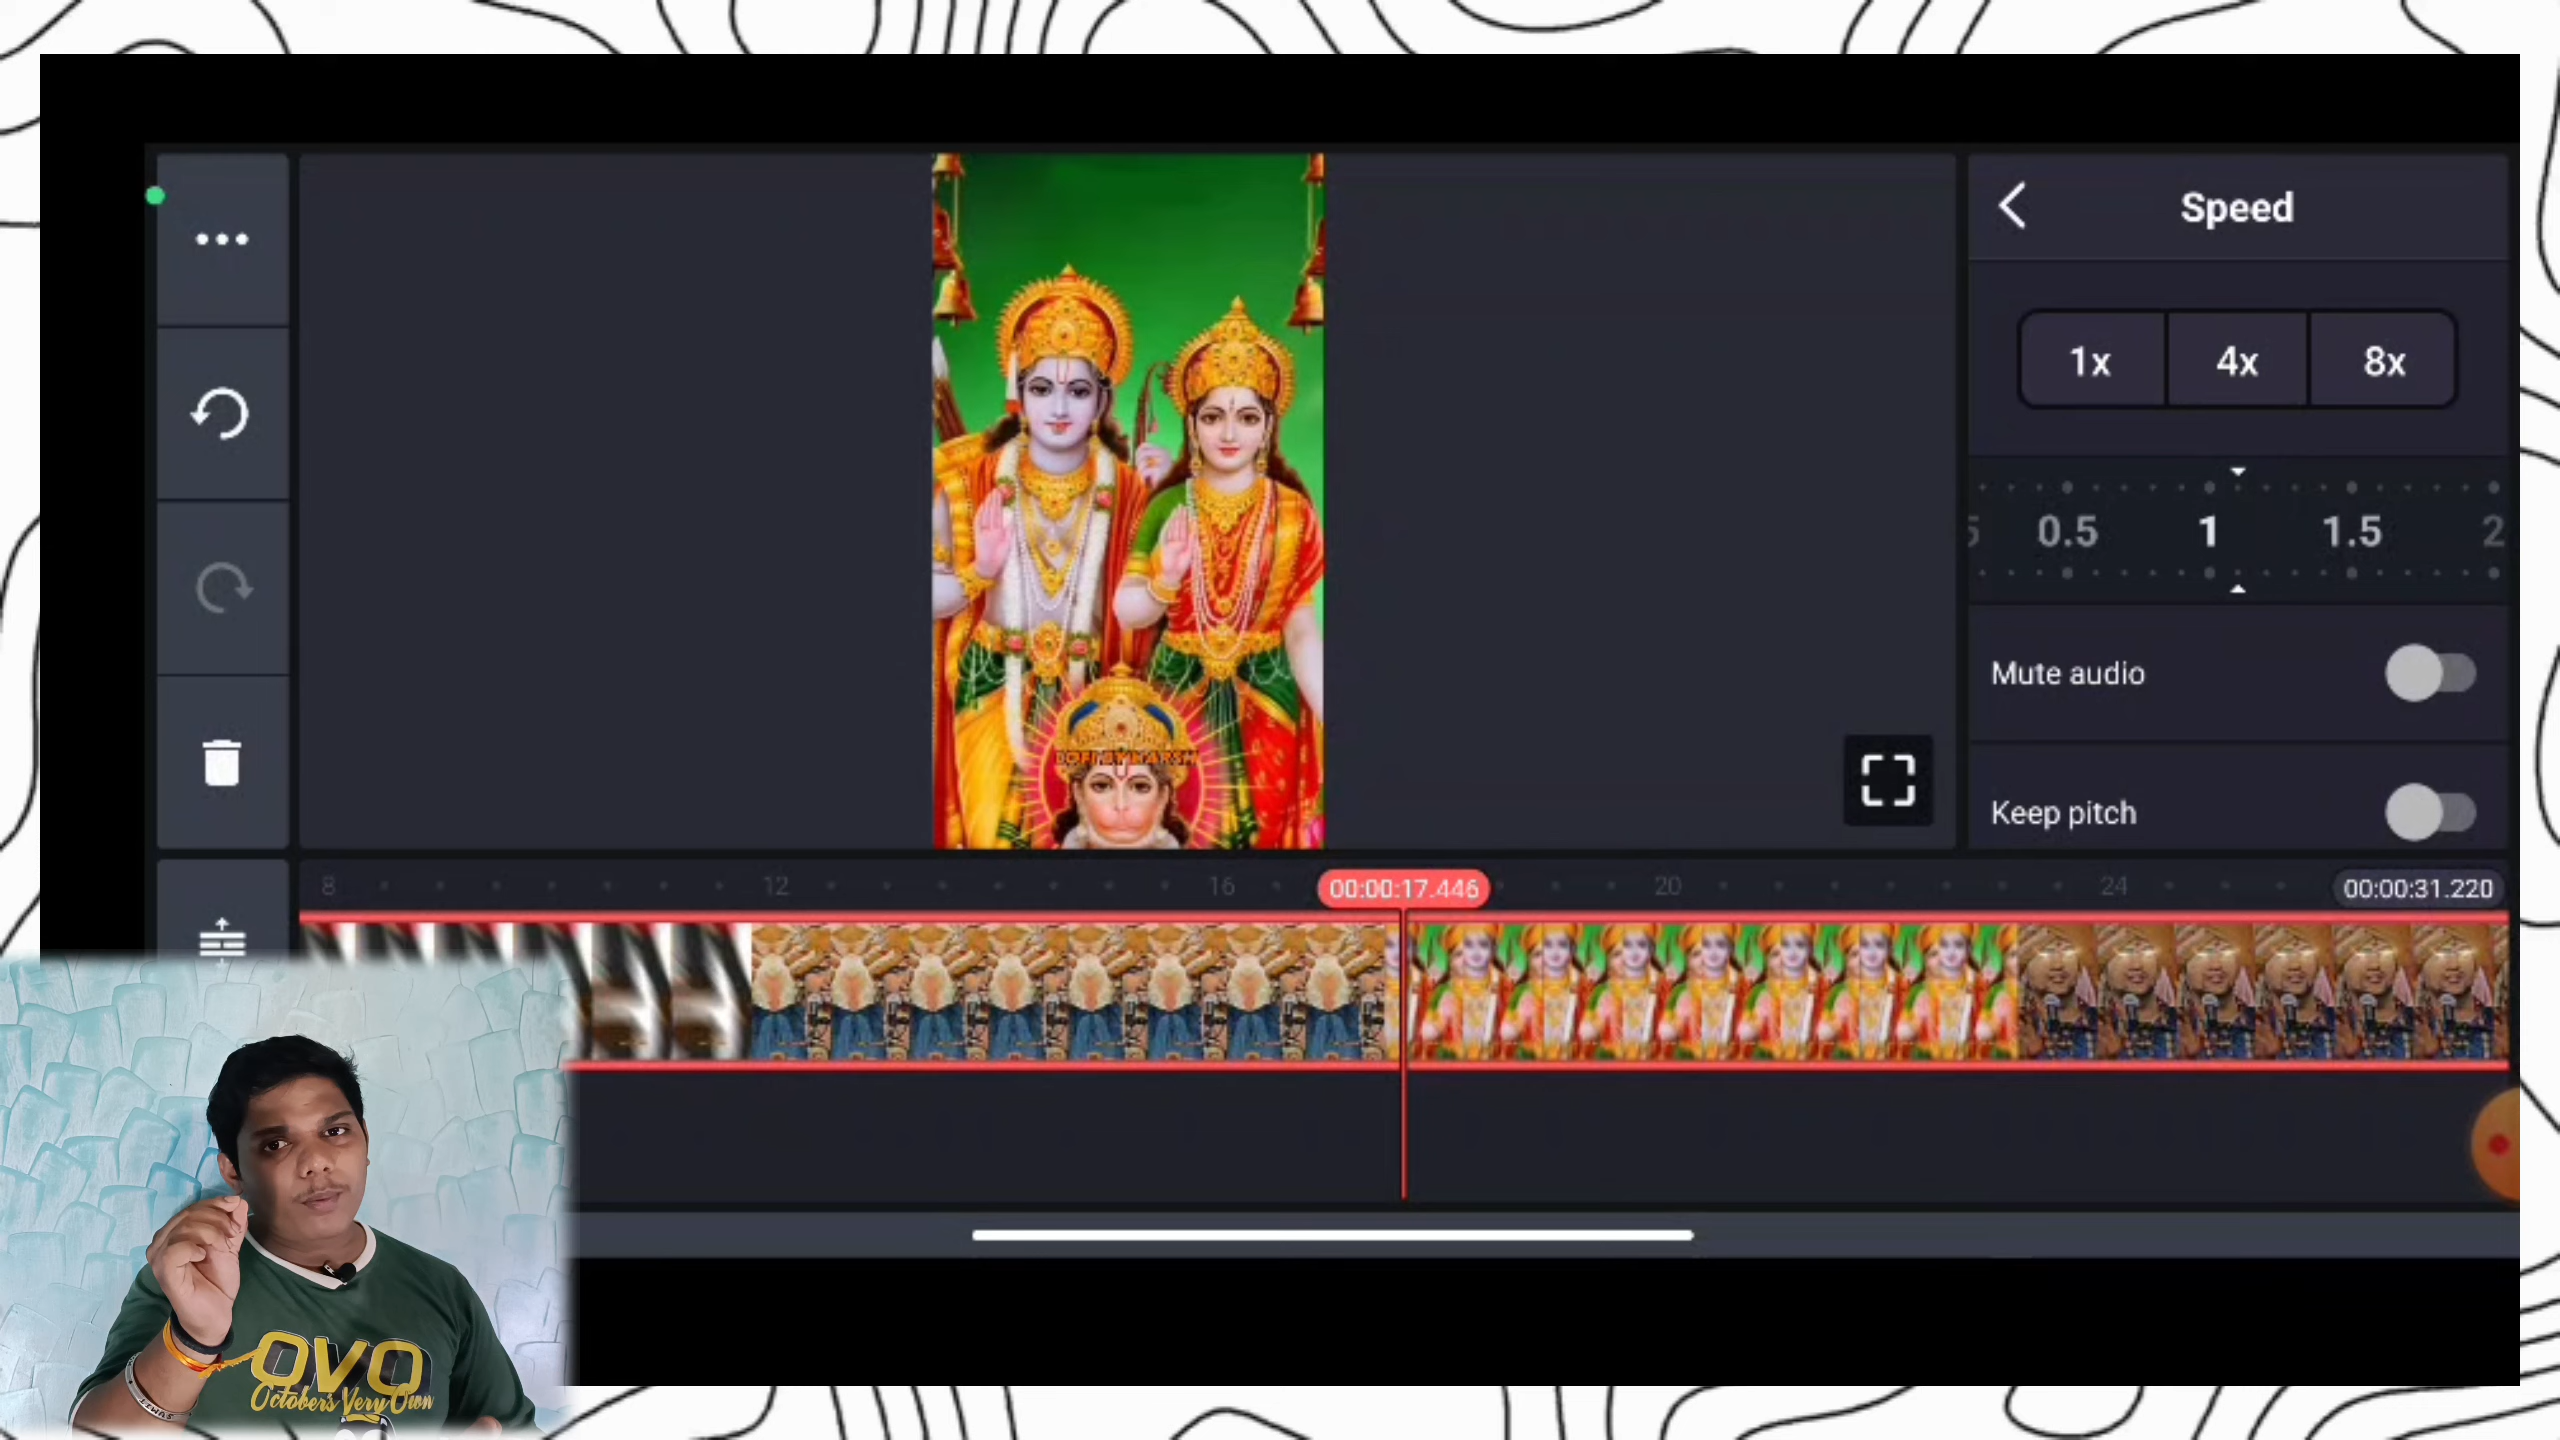 Speed
1x 4x 8x
5 0.5 1 1.5 2
Mute audio
Keep pitch
8 12 16 00:00:17.446 20 24 00:00:31.220
OVO
October's Very Own